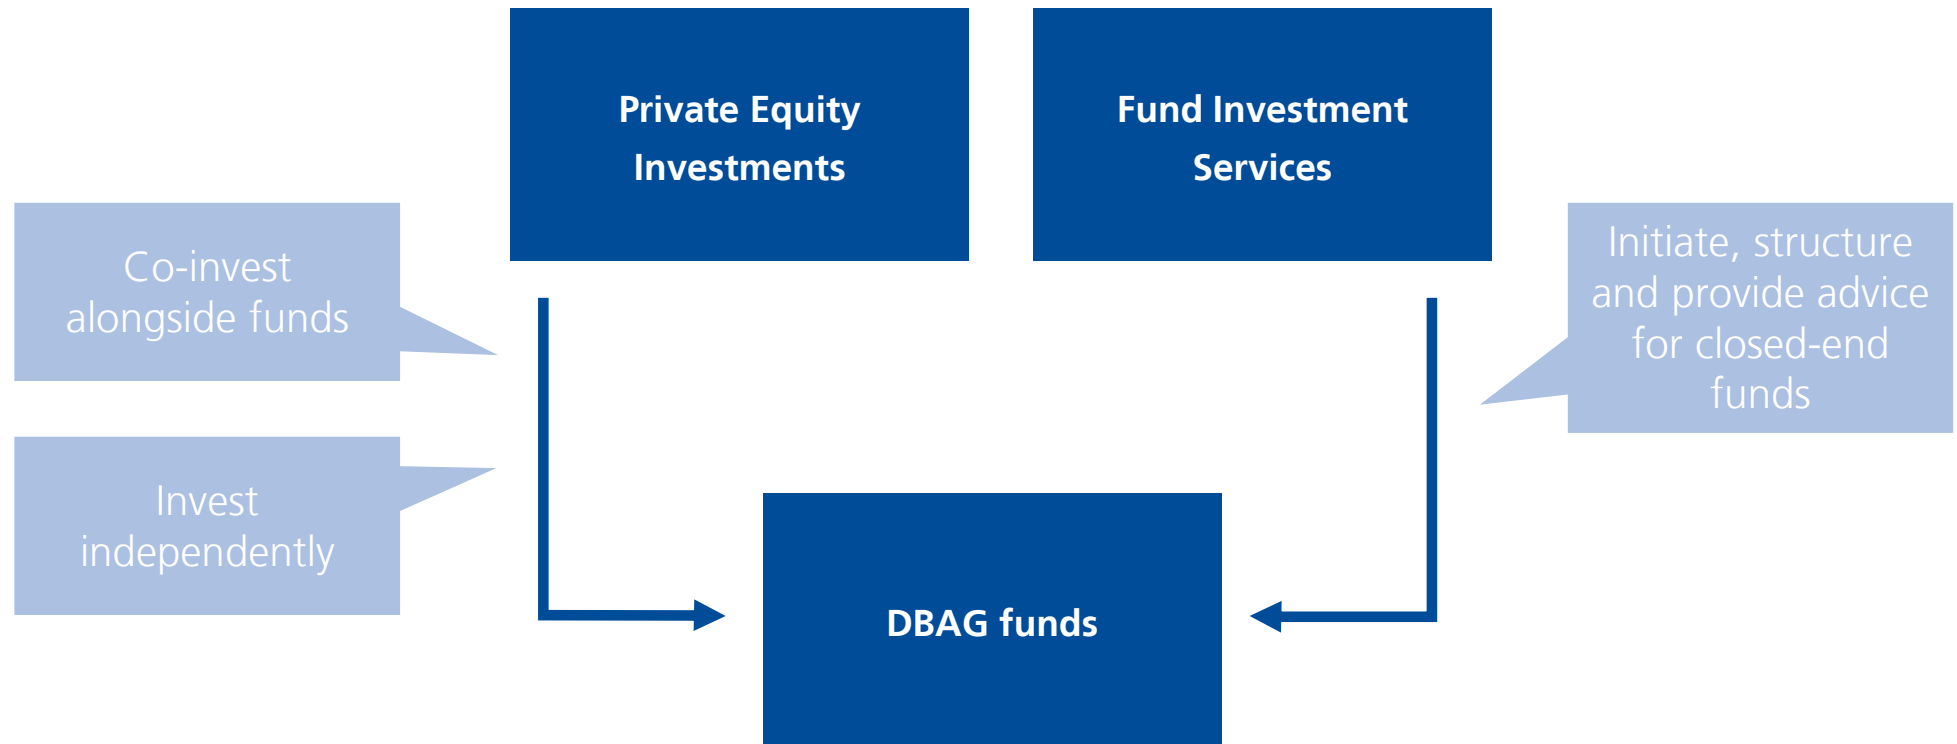 Private Equity
Investments
Fund Investment
Services
Co-invest
alongside funds
Initiate, structure
and provide advice
for closed-end
funds
Invest
independently
DBAG funds